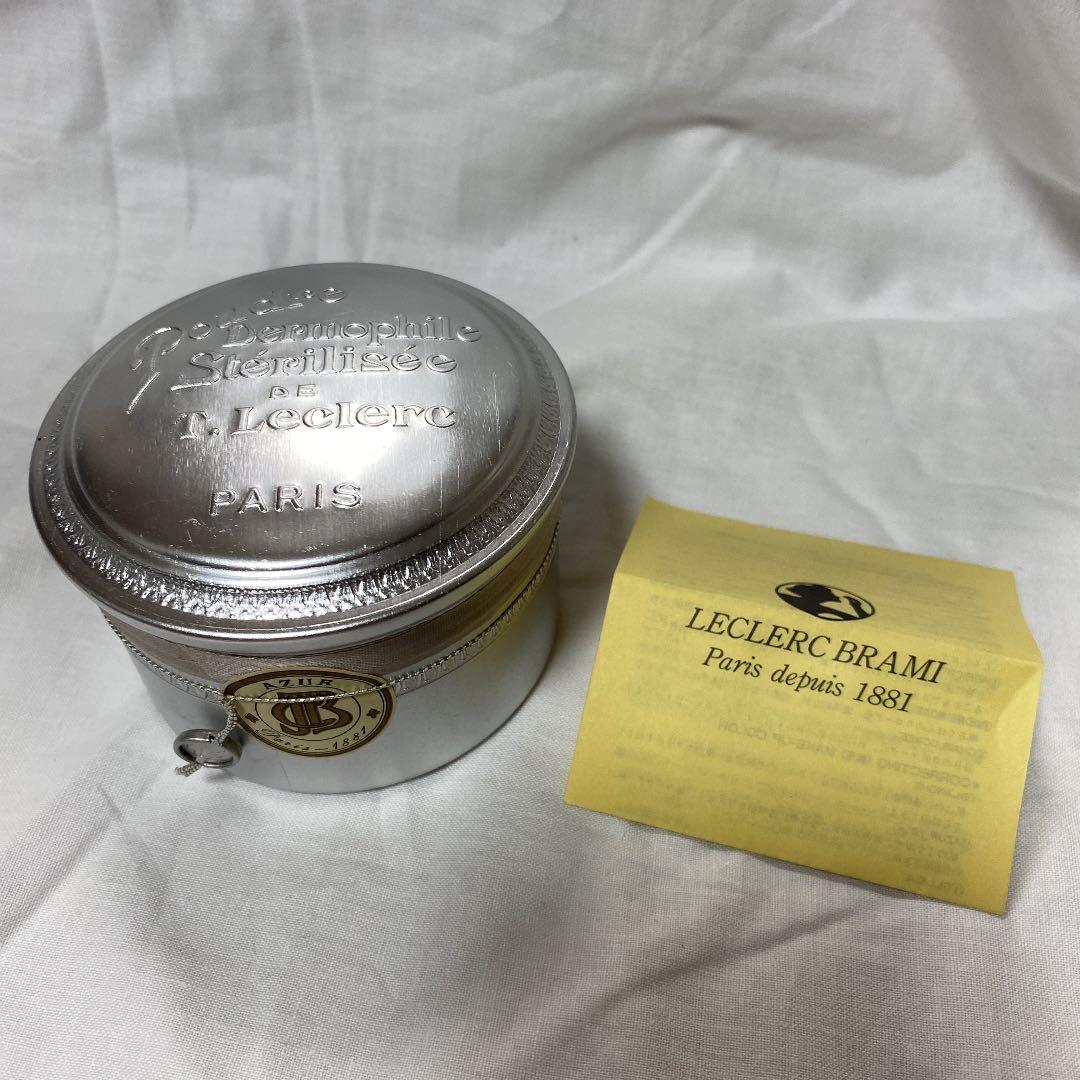 Poudre
Dermophile
Stérilisée
DE
T. Leclerc
PARIS
AZUR
Paris-1881
LECLERC BRAMI
Paris depuis 1881